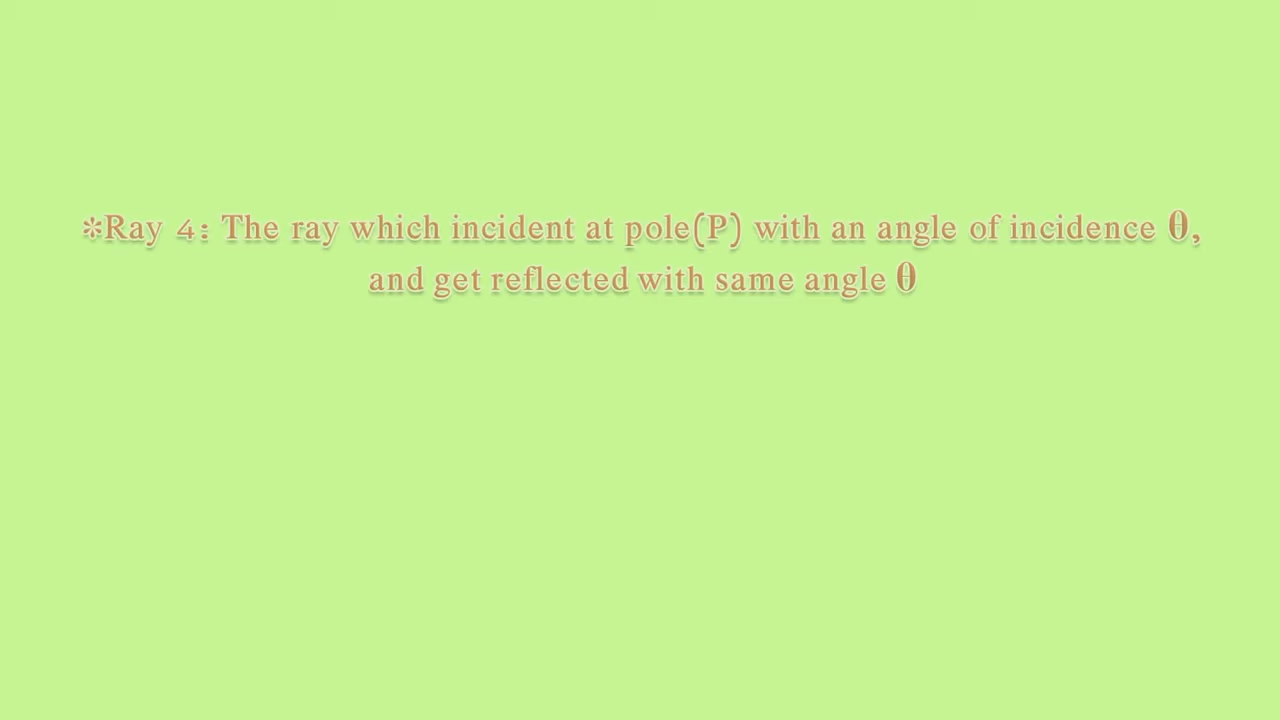 *Ray 4: The ray which incident at pole(P) with an angle of incidence θ,
and get reflected with same angle θ